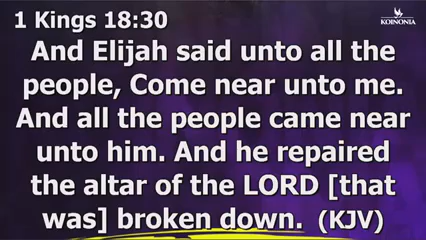 1 Kings 18:30
KOINONIA
And Elijah said unto all the
people, Come near unto me.
And all the people came near
unto him. And he repaired
the altar of the LORD [that
was] broken down. (KJV)